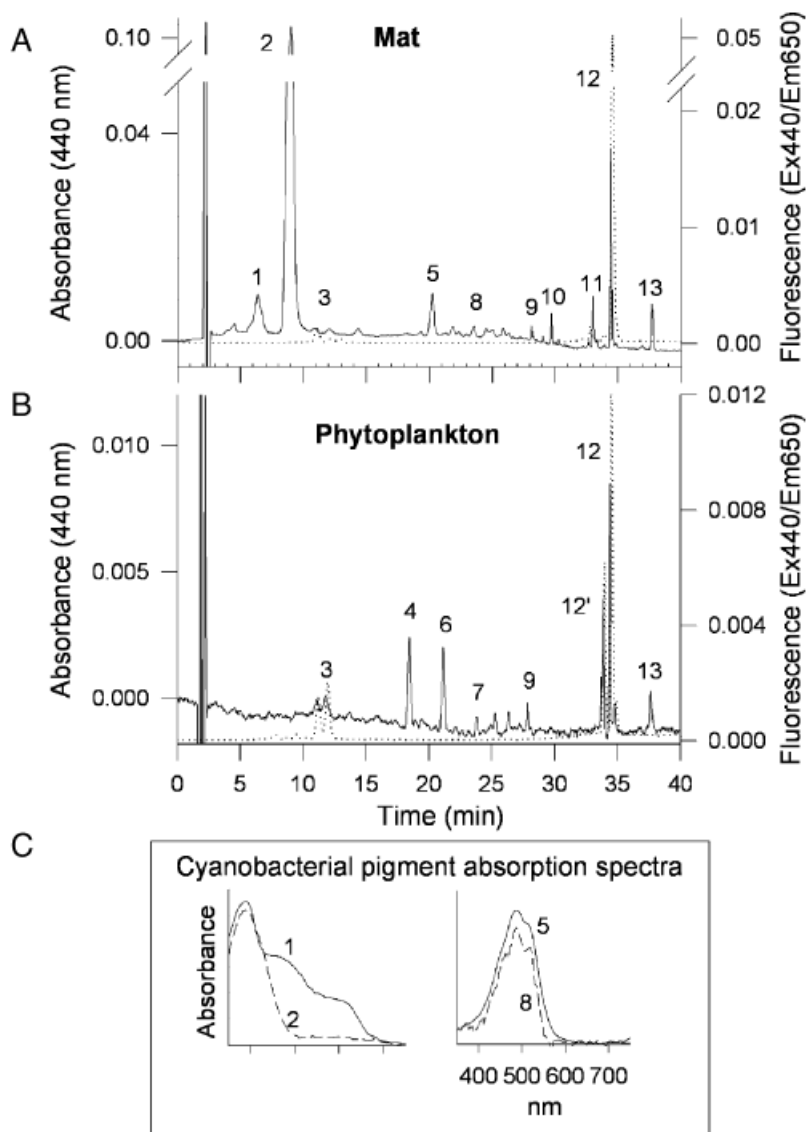 A
Mat
Absorbance (440 nm)
0.10
0.04
0.00
1
2
3
5
8
9
10
11
12
13
0.05
0.02
0.01
0.00
Fluorescence (Ex440/Em650)
B
Phytoplankton
Absorbance (440 nm)
0.010
0.005
0.000
3
4
6
7
9
12'
12
13
0.012
0.008
0.004
0.000
Fluorescence (Ex440/Em650)
0 5 10 15 20 25 30 35 40
Time (min)
C
Cyanobacterial pigment absorption spectra
Absorbance
1
2
5
8
400 500 600 700
nm